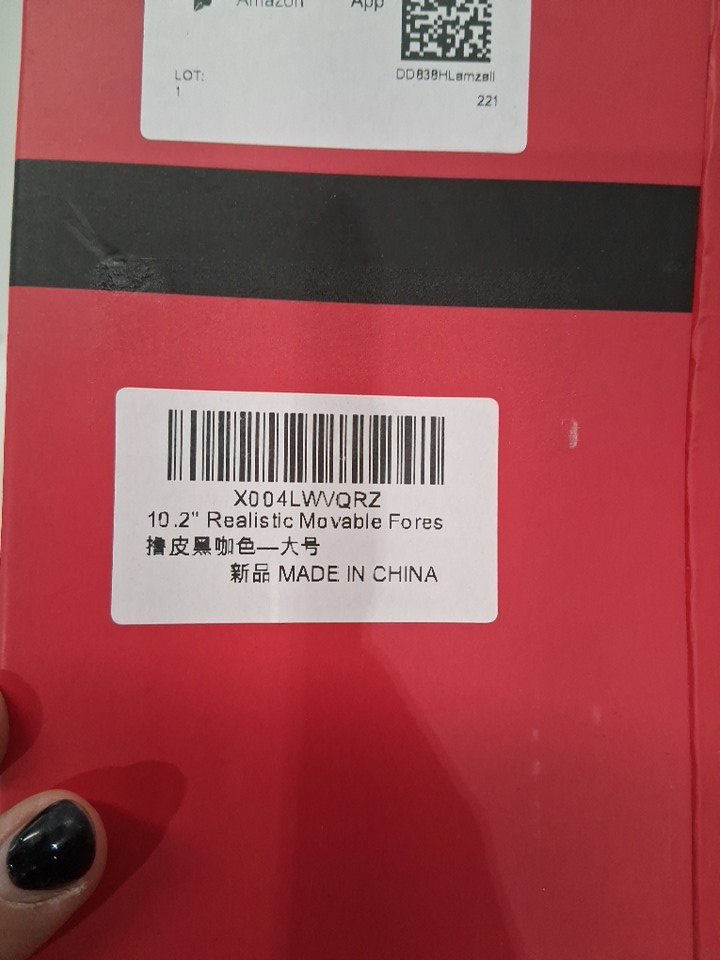 Amazon App
LOT:
1
DD838HLamzall
221
X004LWVQRZ
10.2" Realistic Movable Fores
撸皮黑咖色—大号
新品 MADE IN CHINA